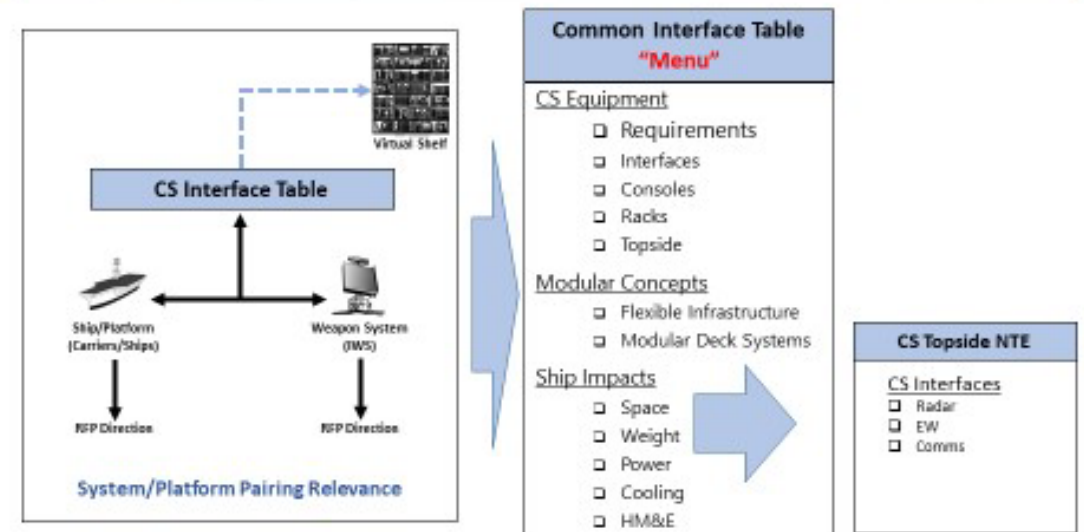 Virtual Shelf
CS Interface Table
Ship/Platform
(Carriers/Ships)
Weapon System
(IWS)
RFP Direction
RFP Direction
System/Platform Pairing Relevance
Common Interface Table
"Menu"
CS Equipment
Requirements
Interfaces
Consoles
Racks
Topside
Modular Concepts
Flexible Infrastructure
Modular Deck Systems
Ship Impacts
Space
Weight
Power
Cooling
HM&E
CS Topside NTE
CS Interfaces
Radar
EW
Comms